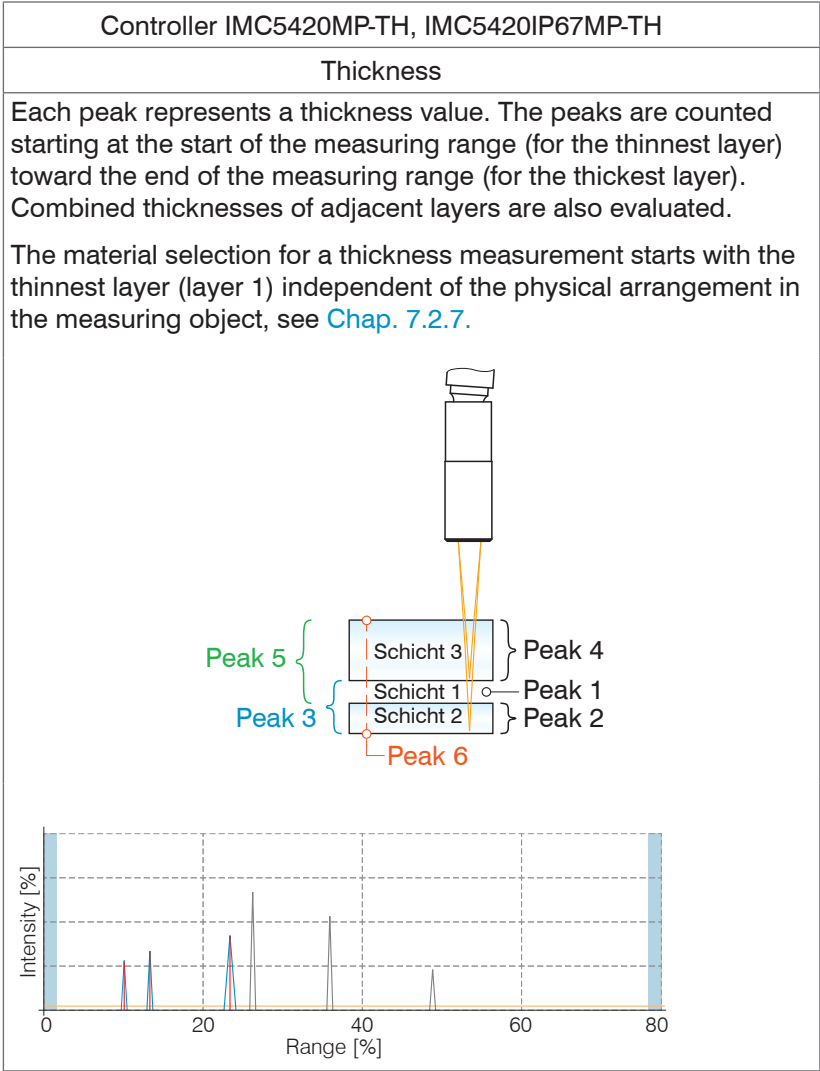 Controller IMC5420MP-TH, IMC5420IP67MP-TH
Thickness
Each peak represents a thickness value. The peaks are counted
starting at the start of the measuring range (for the thinnest layer)
toward the end of the measuring range (for the thickest layer).
Combined thicknesses of adjacent layers are also evaluated.
The material selection for a thickness measurement starts with the
thinnest layer (layer 1) independent of the physical arrangement in
the measuring object, see Chap. 7.2.7.
Peak 5
Schicht 3
Peak 4
Schicht 1
Peak 1
Peak 3
Schicht 2
Peak 2
Peak 6
Intensity [%]
0 20 40 60 80
Range [%]